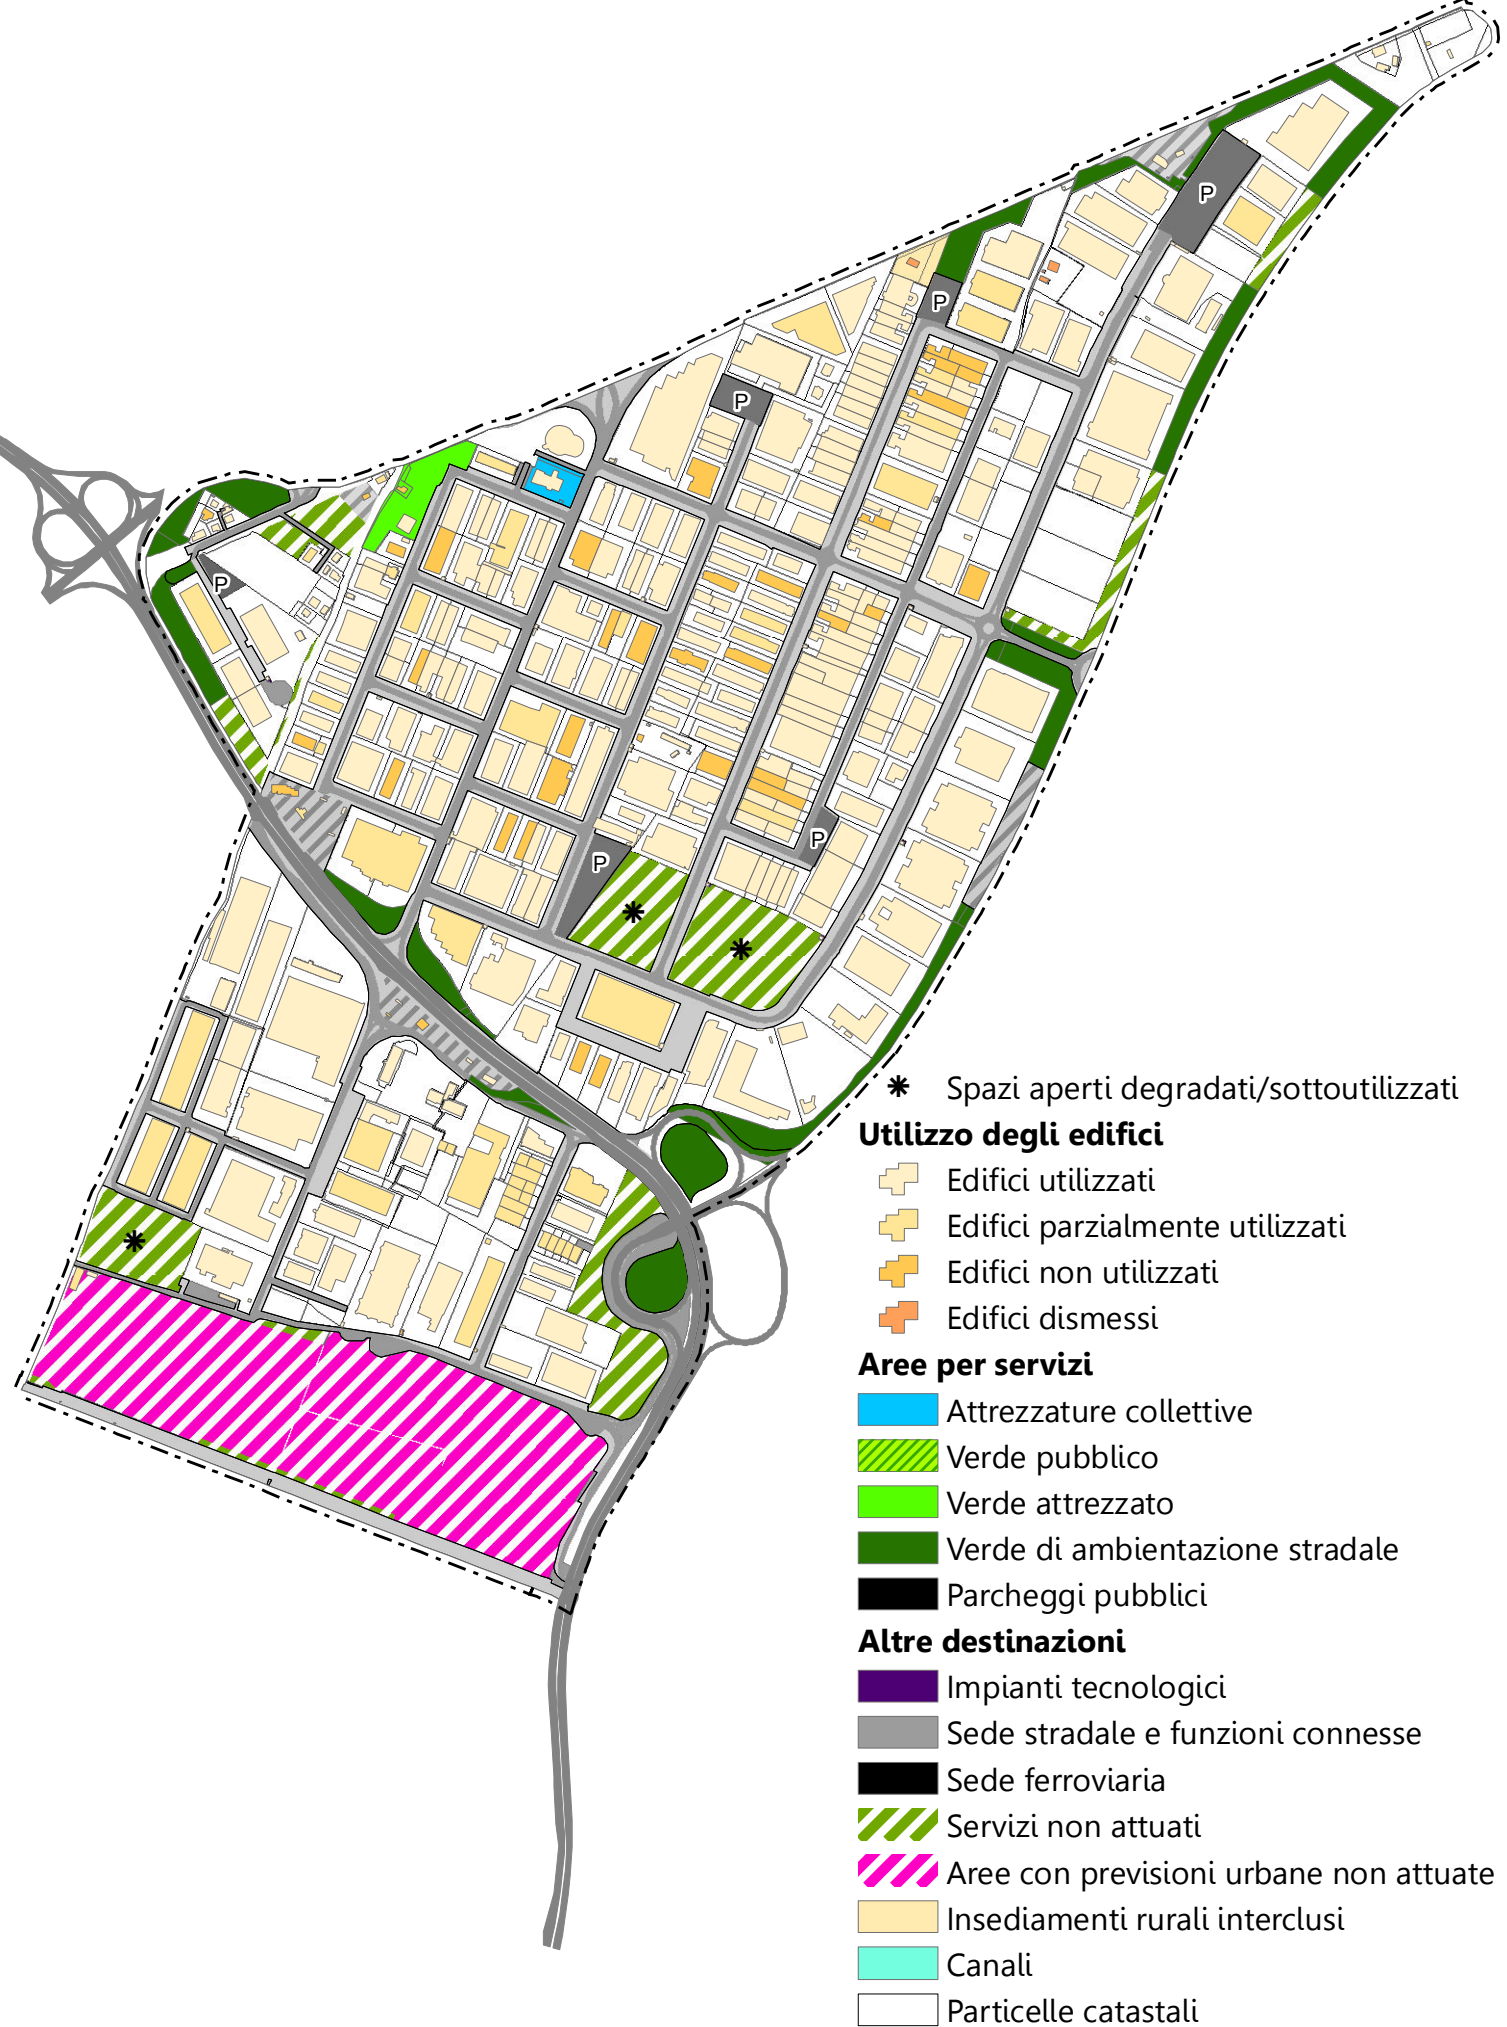 P
P
P
P
P
P
Spazi aperti degradati/sottoutilizzati
Utilizzo degli edifici
Edifici utilizzati
Edifici parzialmente utilizzati
Edifici non utilizzati
Edifici dismessi
Aree per servizi
Attrezzature collettive
Verde pubblico
Verde attrezzato
Verde di ambientazione stradale
Parcheggi pubblici
Altre destinazioni
Impianti tecnologici
Sede stradale e funzioni connesse
Sede ferroviaria
Servizi non attuati
Aree con previsioni urbane non attuate
Insediamenti rurali interclusi
Canali
Particelle catastali